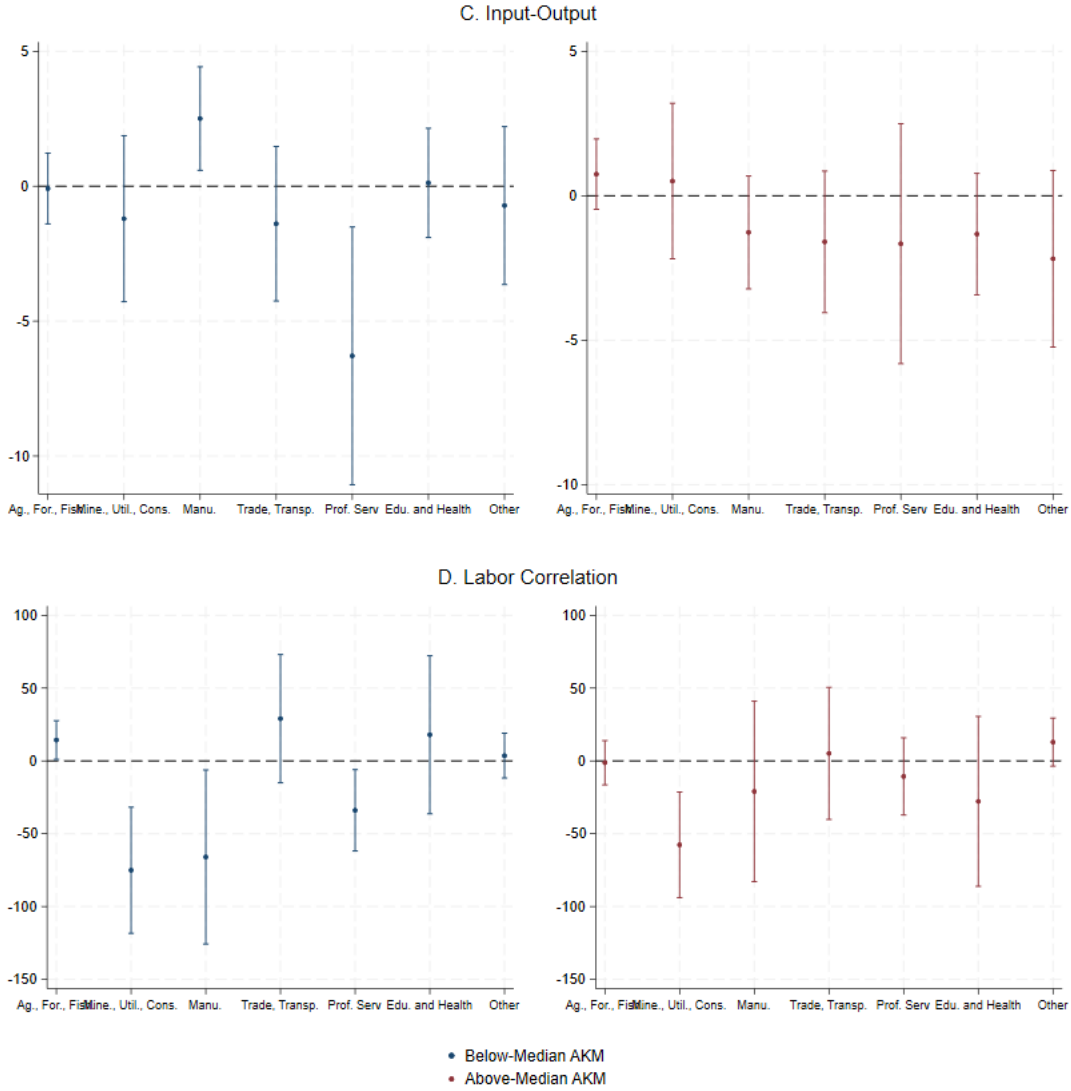 C. Input-Output
5
0
-5
-10
Ag., For., Fish Mine., Util., Cons. Manu. Trade, Transp. Prof. Serv Edu. and Health Other
5
0
-5
-10
Ag., For., Fish Mine., Util., Cons. Manu. Trade, Transp. Prof. Serv Edu. and Health Other
D. Labor Correlation
100
50
0
-50
-100
-150
Ag., For., Fish Mine., Util., Cons. Manu. Trade, Transp. Prof. Serv Edu. and Health Other
100
50
0
-50
-100
-150
Ag., For., Fish Mine., Util., Cons. Manu. Trade, Transp. Prof. Serv Edu. and Health Other
Below-Median AKM
Above-Median AKM